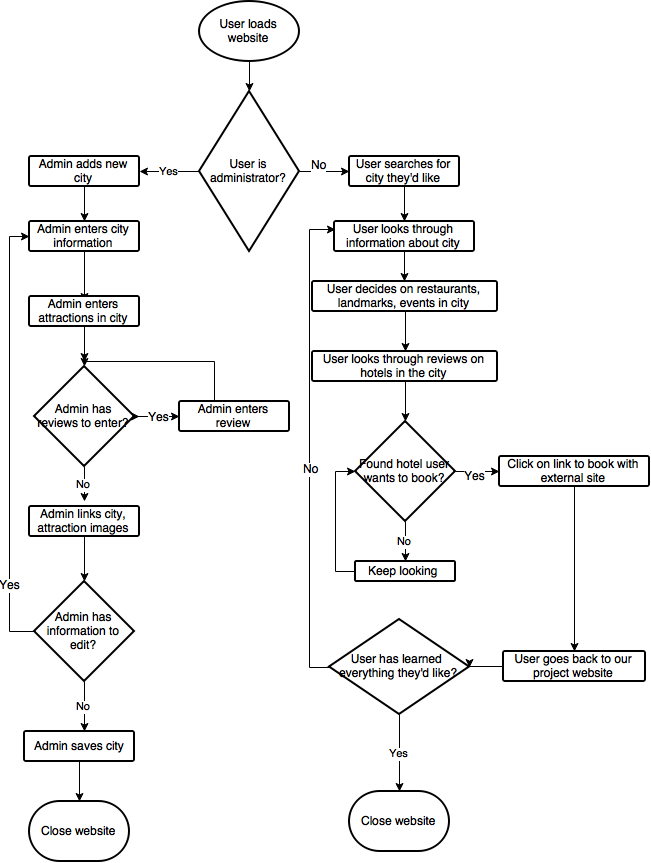 User loads
website
User is
administrator?
Yes
No
Admin adds new
city
Admin enters city
information
Admin enters
attractions in city
Admin has
reviews to enter?
Yes
Admin enters
review
No
Admin links city,
attraction images
Yes
Admin has
information to
edit?
No
Admin saves city
Close website
User searches for
city they'd like
User looks through
information about city
User decides on restaurants,
landmarks, events in city
User looks through reviews on
hotels in the city
No
Found hotel user
wants to book?
Yes
Click on link to book with
external site
No
Keep looking
User has learned
everything they'd like?
User goes back to our
project website
Yes
Close website